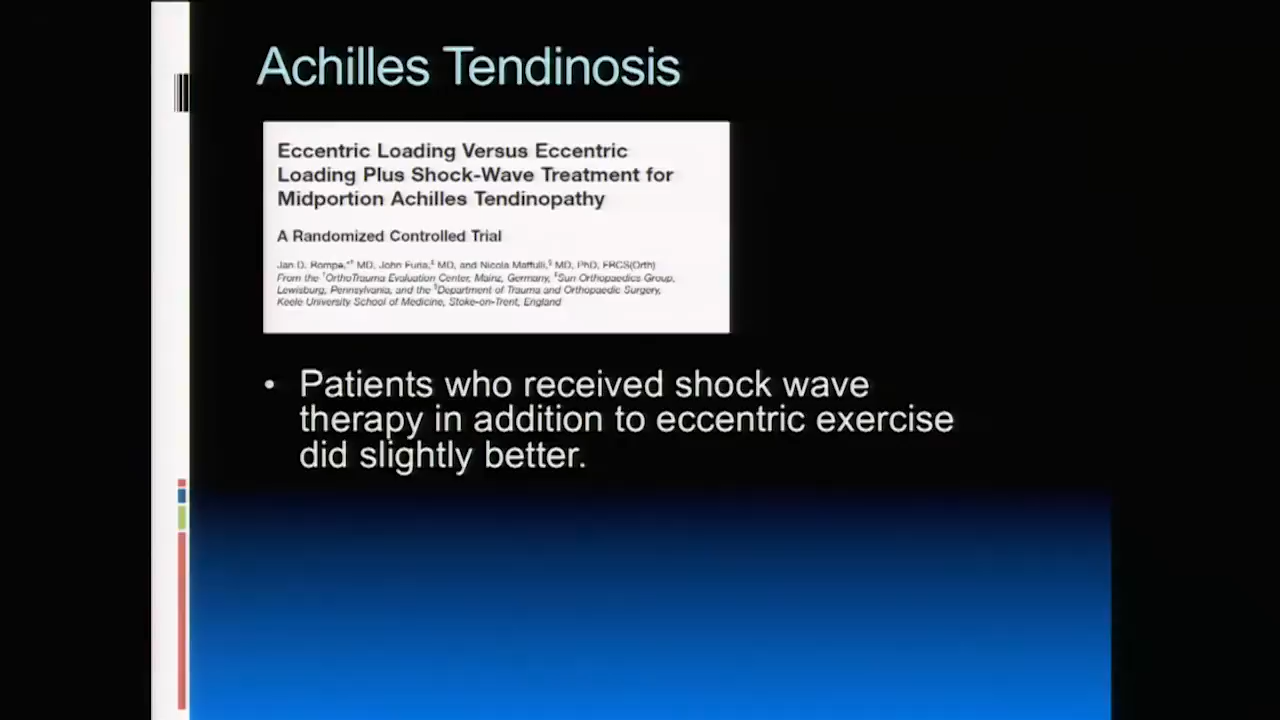 Achilles Tendinosis
Eccentric Loading Versus Eccentric
Loading Plus Shock-Wave Treatment for
Midportion Achilles Tendinopathy
A Randomized Controlled Trial
Jan D. Rompe,*† MD, John Furia,‡ MD, and Nicola Maffulli,§ MD, PhD, FRCS(Orth)
From the †OrthoTrauma Evaluation Center, Mainz, Germany, ‡Sun Orthopaedics Group,
Lewisburg, Pennsylvania, and the §Department of Trauma and Orthopaedic Surgery,
Keele University School of Medicine, Stoke-on-Trent, England
• Patients who received shock wave
therapy in addition to eccentric exercise
did slightly better.